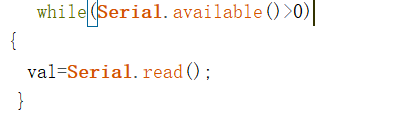 while(Serial.available()>0)
{
val=Serial.read();
}